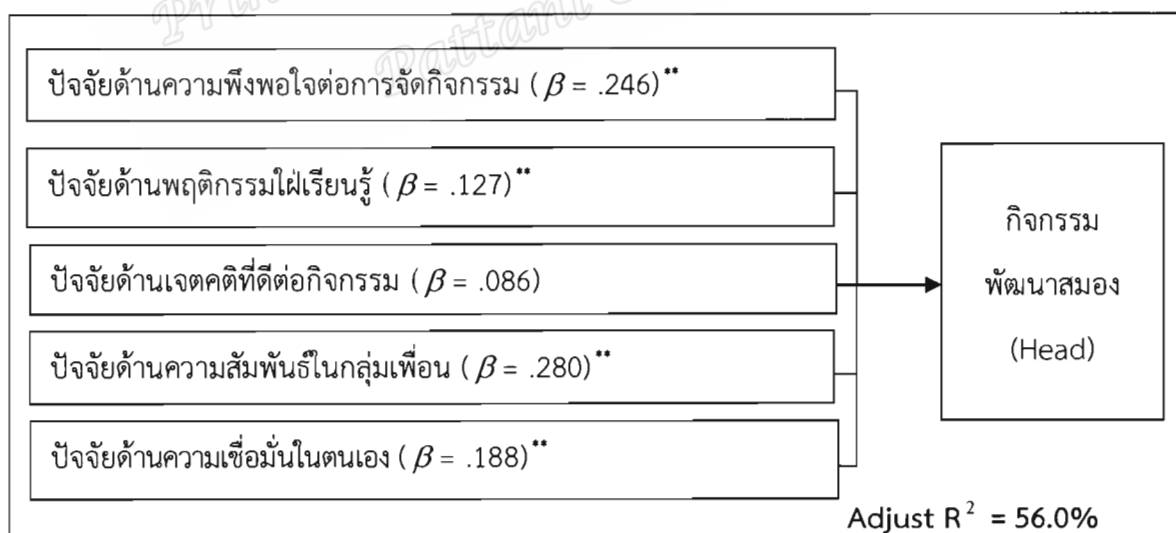 ปัจจัยด้านความพึงพอใจต่อการจัดกิจกรรม (β = .246)**
ปัจจัยด้านพฤติกรรมใฝ่เรียนรู้ (β = .127)**
ปัจจัยด้านเจตคติที่ดีต่อกิจกรรม (β = .086)
ปัจจัยด้านความสัมพันธ์ในกลุ่มเพื่อน (β = .280)**
ปัจจัยด้านความเชื่อมั่นในตนเอง (β = .188)**
กิจกรรม
พัฒนาสมอง
(Head)
Adjust R² = 56.0%
Pattani